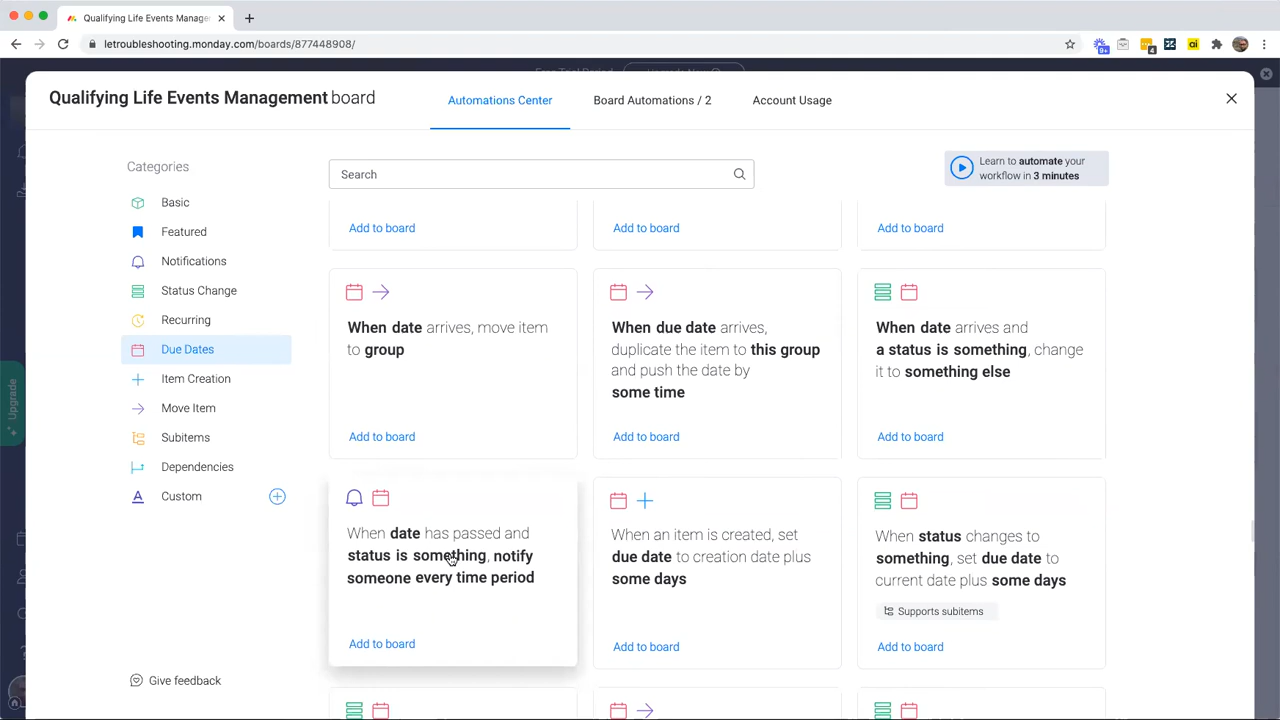 Qualifying Life Events Manage
letroubleshooting.monday.com/boards/877448908/
9+
4
ai
Qualifying Life Events Management board
Automations Center
Board Automations / 2
Account Usage
Categories
Basic
Featured
Notifications
Status Change
Recurring
Due Dates
Item Creation
Move Item
Subitems
Dependencies
Custom
Give feedback
Upgrade
Search
Learn to automate your
workflow in 3 minutes
Add to board
Add to board
Add to board
When date arrives, move item
to group
Add to board
When due date arrives,
duplicate the item to this group
and push the date by
some time
Add to board
When date arrives and
a status is something, change
it to something else
Add to board
When date has passed and
status is something, notify
someone every time period
Add to board
When an item is created, set
due date to creation date plus
some days
Add to board
When status changes to
something, set due date to
current date plus some days
Supports subitems
Add to board